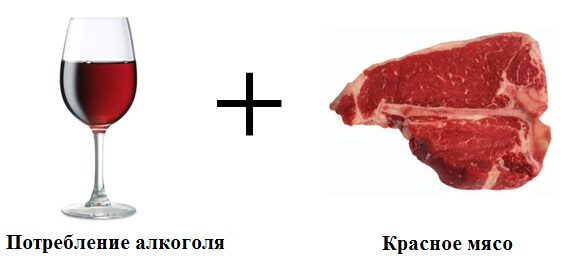 Потребление алкоголя
Красное мясо